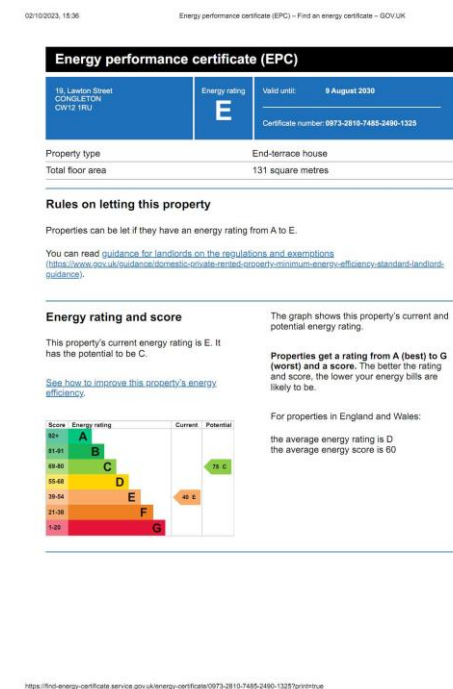 02/10/2023, 15:36 Energy performance certificate (EPC) – Find an energy certificate – GOV.UK
Energy performance certificate (EPC)
19, Lawton Street
CONGLETON
CW12 1RU
Energy rating
E
Valid until: 9 August 2030
Certificate number: 0973-2810-7485-2490-1325
Property type End-terrace house
Total floor area 131 square metres
Rules on letting this property
Properties can be let if they have an energy rating from A to E.
You can read guidance for landlords on the regulations and exemptions
(https://www.gov.uk/guidance/domestic-private-rented-property-minimum-energy-efficiency-standard-landlord-
guidance).
Energy rating and score
This property's current energy rating is E. It
has the potential to be C.
See how to improve this property's energy
efficiency.
Score Energy rating Current Potential
92+ A
81-91 B
69-80 C 75 C
55-68 D
39-54 E 40 E
21-38 F
1-20 G
The graph shows this property's current and
potential energy rating.
Properties get a rating from A (best) to G
(worst) and a score. The better the rating
and score, the lower your energy bills are
likely to be.
For properties in England and Wales:
the average energy rating is D
the average energy score is 60
https://find-energy-certificate.service.gov.uk/energy-certificate/0973-2810-7485-2490-1325?print=true